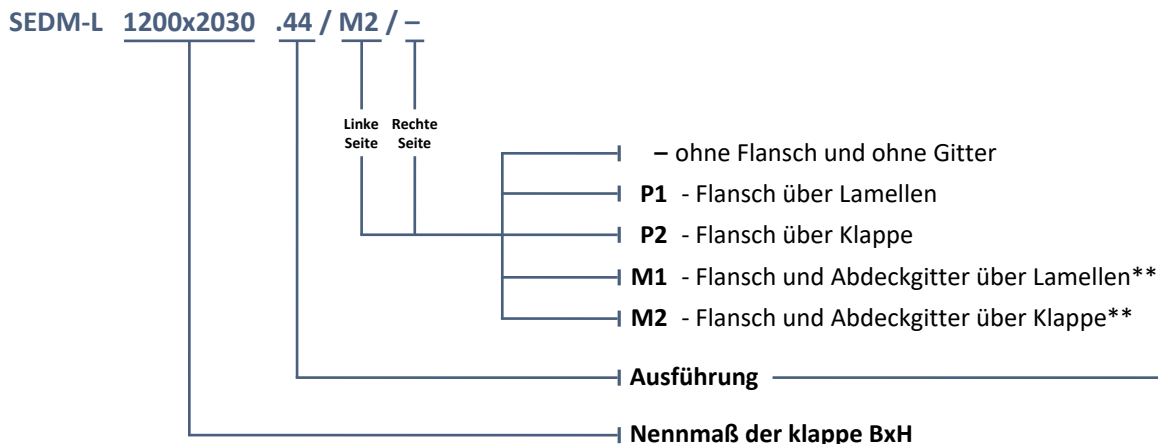 SEDM-L 1200x2030 .44 / M2 / –
Linke Seite
Rechte Seite
– ohne Flansch und ohne Gitter
P1 - Flansch über Lamellen
P2 - Flansch über Klappe
M1 - Flansch und Abdeckgitter über Lamellen**
M2 - Flansch und Abdeckgitter über Klappe**
Ausführung
Nennmaß der klappe BxH